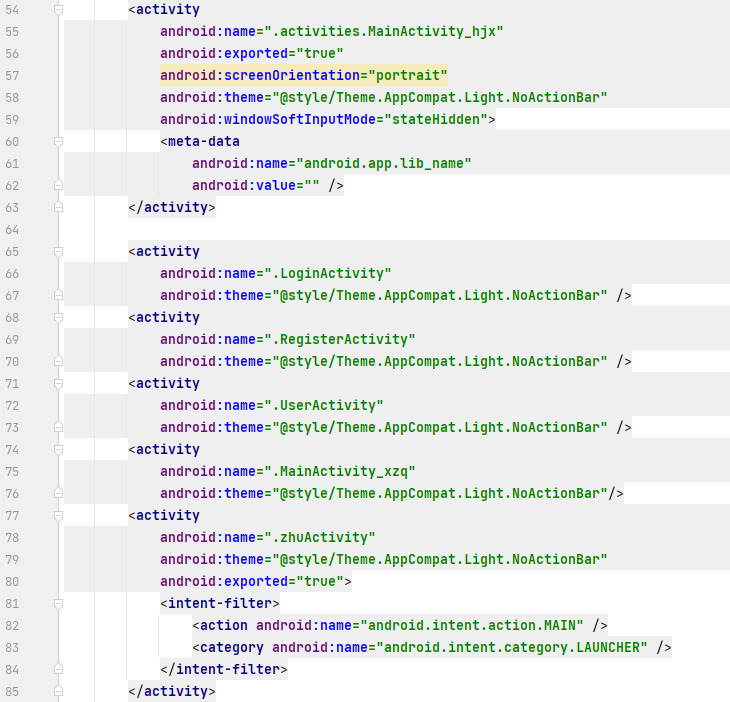 54 <activity
55 android:name=".activities.MainActivity_hjx"
56 android:exported="true"
57 android:screenOrientation="portrait"
58 android:theme="@style/Theme.AppCompat.Light.NoActionBar"
59 android:windowSoftInputMode="stateHidden">
60 <meta-data
61 android:name="android.app.lib_name"
62 android:value="" />
63 </activity>
64
65 <activity
66 android:name=".LoginActivity"
67 android:theme="@style/Theme.AppCompat.Light.NoActionBar" />
68 <activity
69 android:name=".RegisterActivity"
70 android:theme="@style/Theme.AppCompat.Light.NoActionBar" />
71 <activity
72 android:name=".UserActivity"
73 android:theme="@style/Theme.AppCompat.Light.NoActionBar" />
74 <activity
75 android:name=".MainActivity_xzq"
76 android:theme="@style/Theme.AppCompat.Light.NoActionBar"/>
77 <activity
78 android:name=".zhuActivity"
79 android:theme="@style/Theme.AppCompat.Light.NoActionBar"
80 android:exported="true">
81 <intent-filter>
82 <action android:name="android.intent.action.MAIN" />
83 <category android:name="android.intent.category.LAUNCHER" />
84 </intent-filter>
85 </activity>